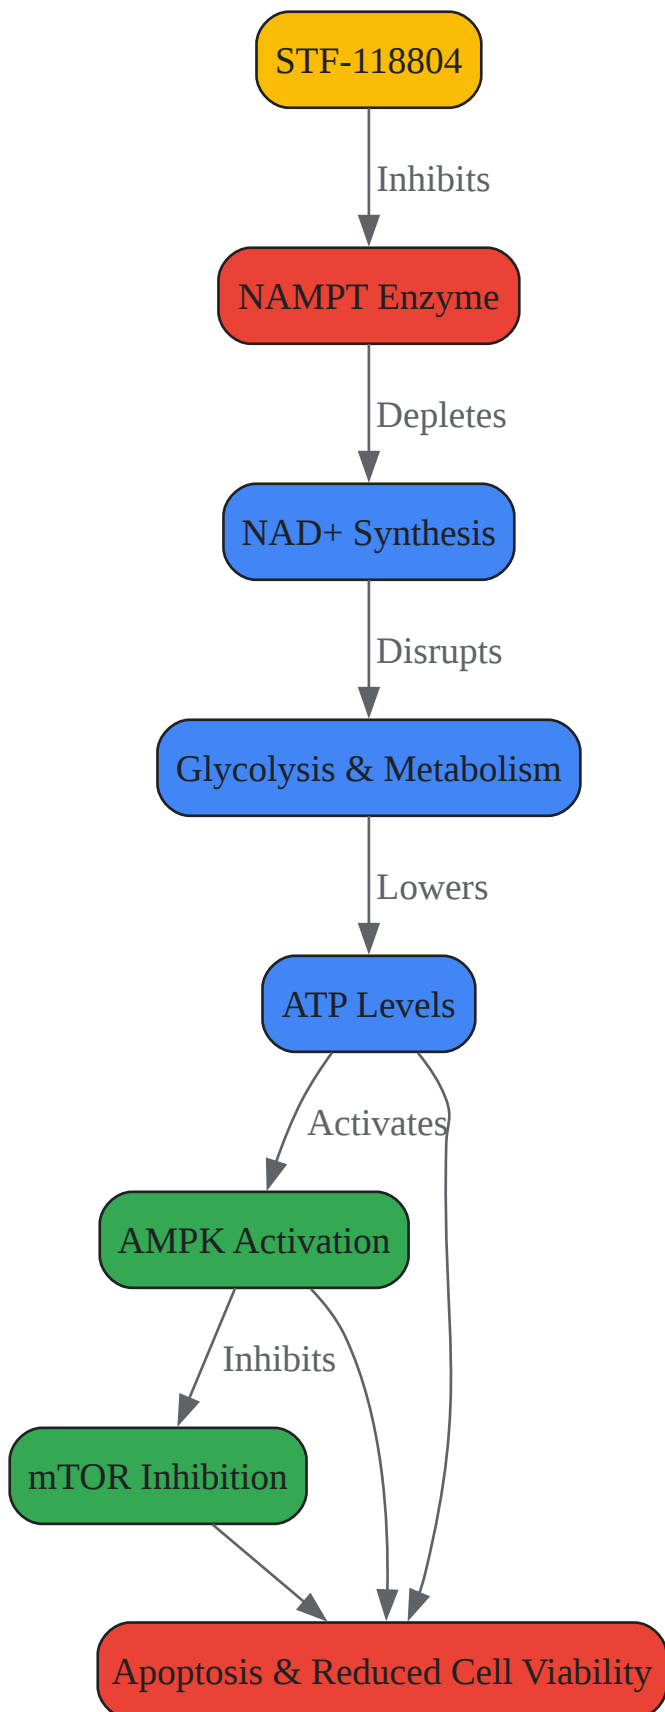 STF-118804
Inhibits
NAMPT Enzyme
Depletes
NAD+ Synthesis
Disrupts
Glycolysis & Metabolism
Lowers
ATP Levels
Activates
AMPK Activation
Inhibits
mTOR Inhibition
Apoptosis & Reduced Cell Viability